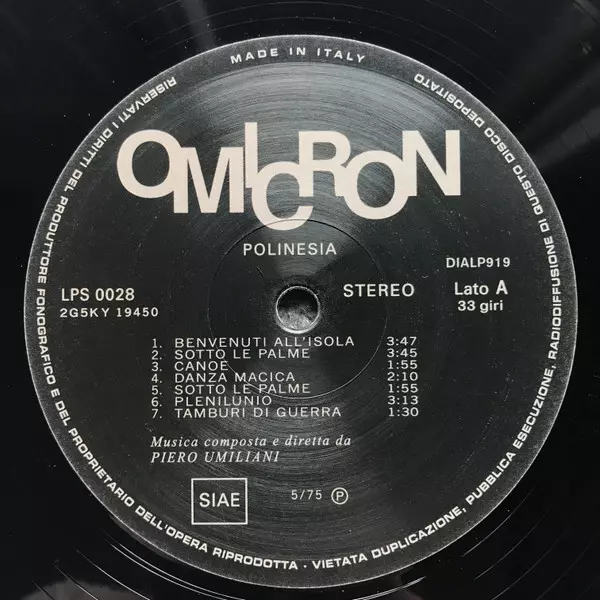 MADE IN ITALY
RISERVATI I DIRITTI DEL PRODUTTORE FONOGRAFICO E DEL PROPRIETARIO DELL'OPERA RIPRODOTTA · VIETATA DUPLICAZIONE, PUBBLICA ESECUZIONE, RADIODIFFUSIONE DI QUESTO DISCO DEPOSITATO
OMICRON
POLINESIA
DIALP919
LPS 0028 STEREO Lato A
2G5KY 19450 33 giri
1. BENVENUTI ALL'ISOLA 3:47
2. SOTTO LE PALME 3:45
3. CANOE 1:55
4. DANZA MACICA 2:10
5. SOTTO LE PALME 1:55
6. PLENILUNIO 3:13
7. TAMBURI DI GUERRA 1:30
Musica composta e diretta da
PIERO UMILIANI
SIAE 5/75 Ⓟ